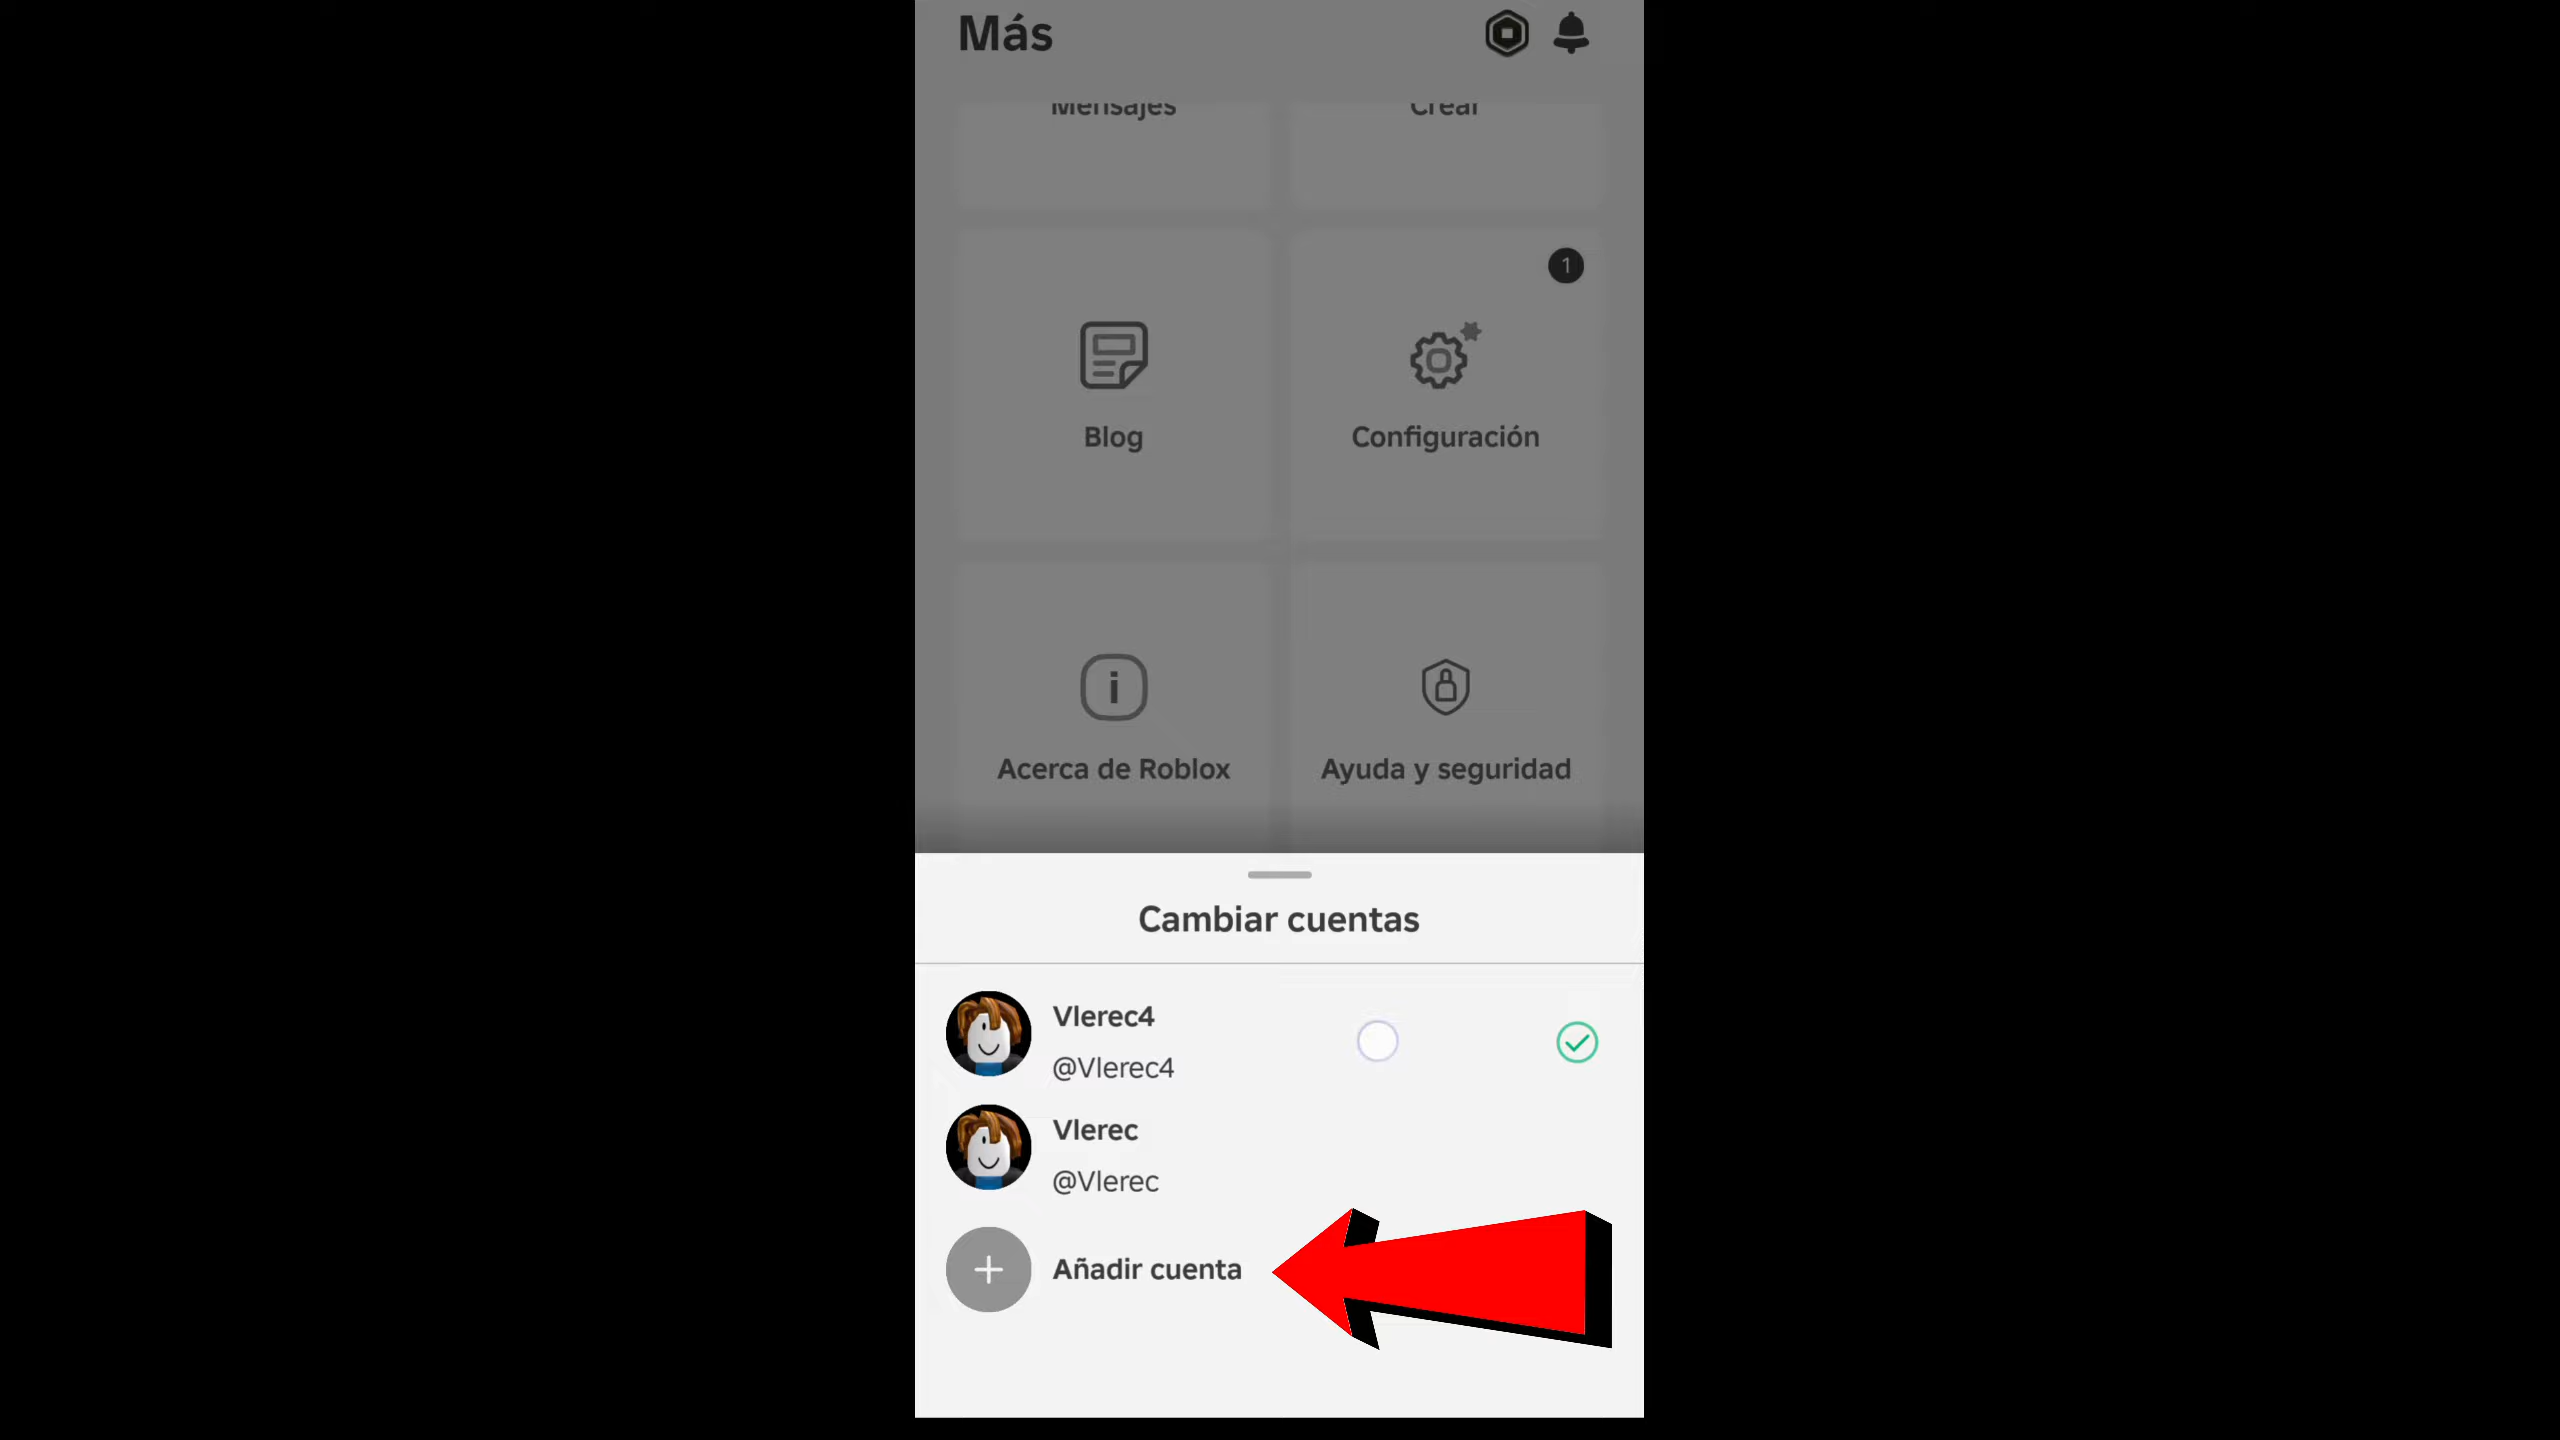 Más
Mensajes
Crear
1
Blog
Configuración
Acerca de Roblox
Ayuda y seguridad
Cambiar cuentas
Vlerec4
@Vlerec4
Vlerec
@Vlerec
Añadir cuenta